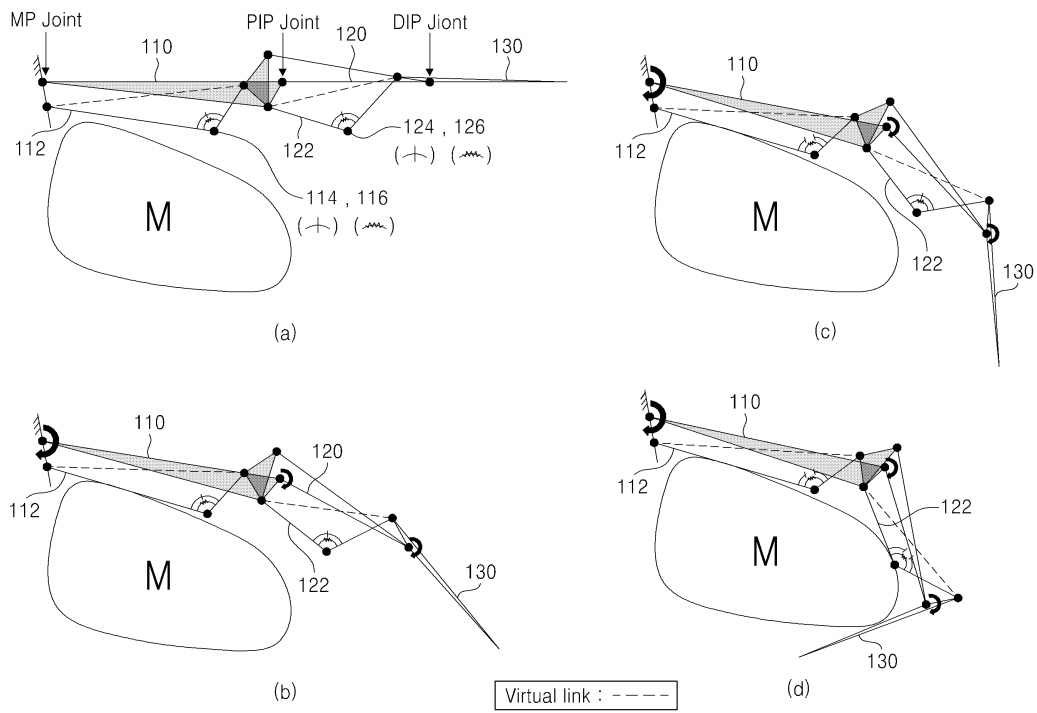 MP Joint
PIP Joint
DIP Jiont
110
120
130
112
122
124 , 126
( ) ( )
114 , 116
( ) ( )
M
(a)
110
112
122
M
130
(c)
110
120
112
122
M
130
(b)
110
112
122
M
130
(d)
Virtual link :